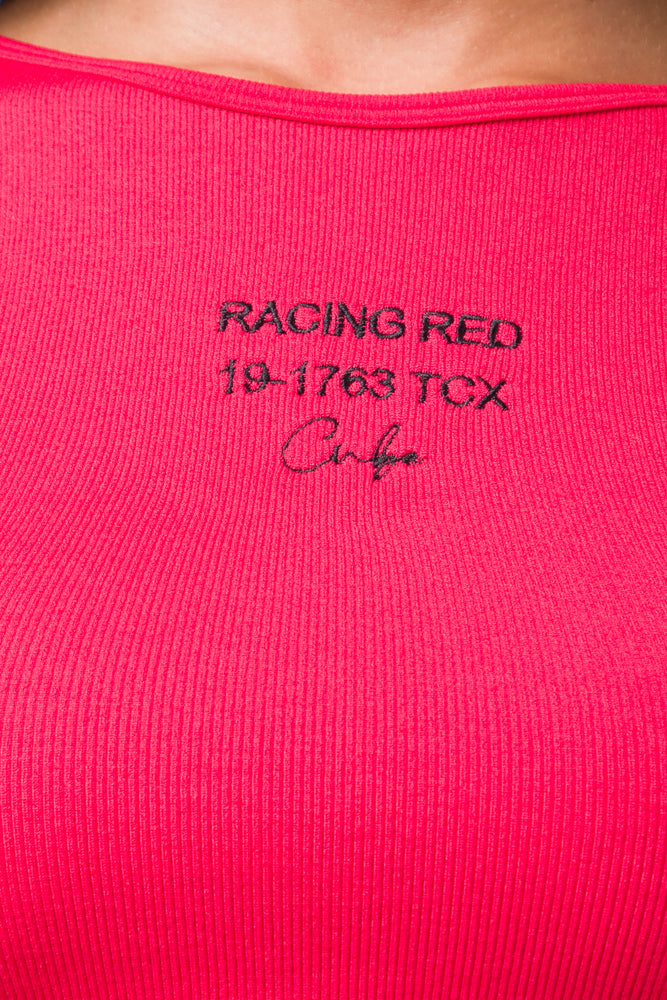 RACING RED
19-1763 TCX